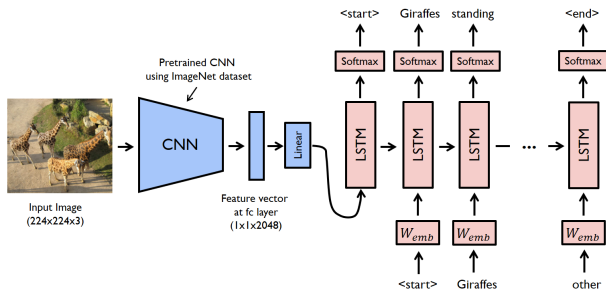 <start> Giraffes standing <end>
Softmax Softmax Softmax Softmax
Pretrained CNN
using ImageNet dataset
CNN
Linear
LSTM LSTM LSTM ... LSTM
Input Image
(224x224x3)
Feature vector
at fc layer
(1x1x2048)
W_emb W_emb W_emb
<start> Giraffes other